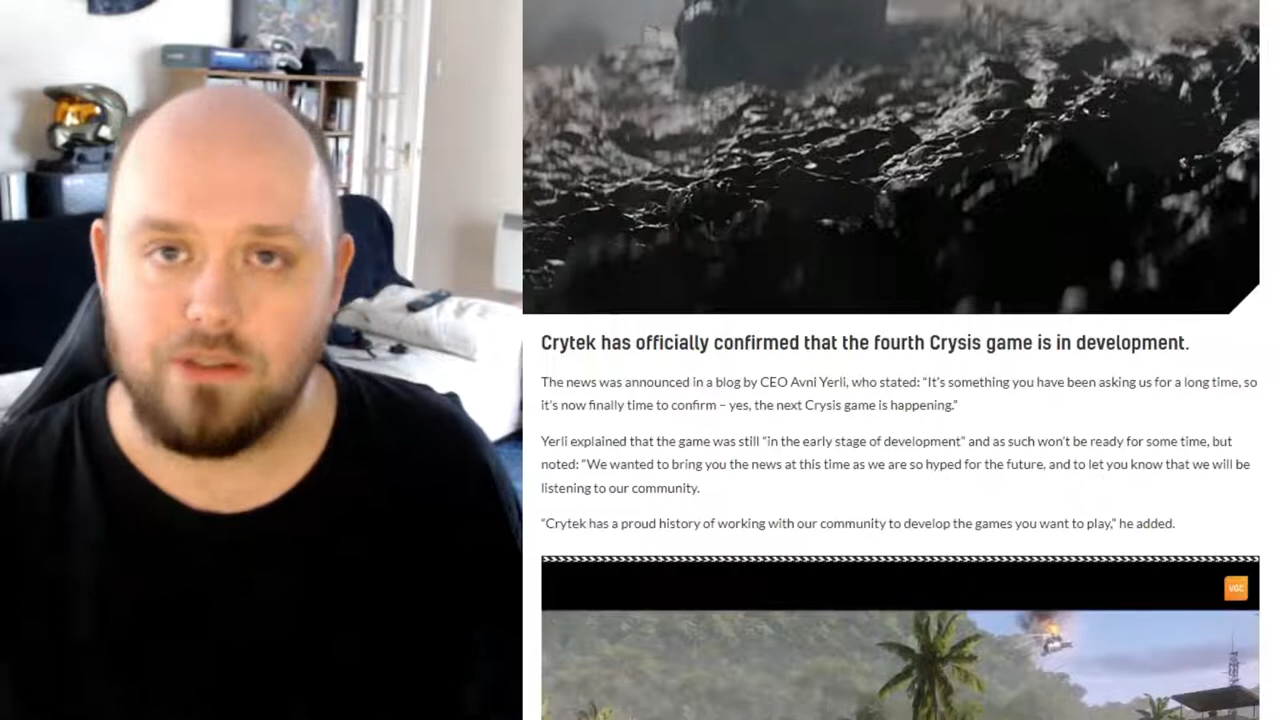 Crytek has officially confirmed that the fourth Crysis game is in development.
The news was announced in a blog by CEO Avni Yerli, who stated: “It’s something you have been asking us for a long time, so
it’s now finally time to confirm – yes, the next Crysis game is happening.”
Yerli explained that the game was still “in the early stage of development” and as such won’t be ready for some time, but
noted: “We wanted to bring you the news at this time as we are so hyped for the future, and to let you know that we will be
listening to our community.
“Crytek has a proud history of working with our community to develop the games you want to play,” he added.
VGC